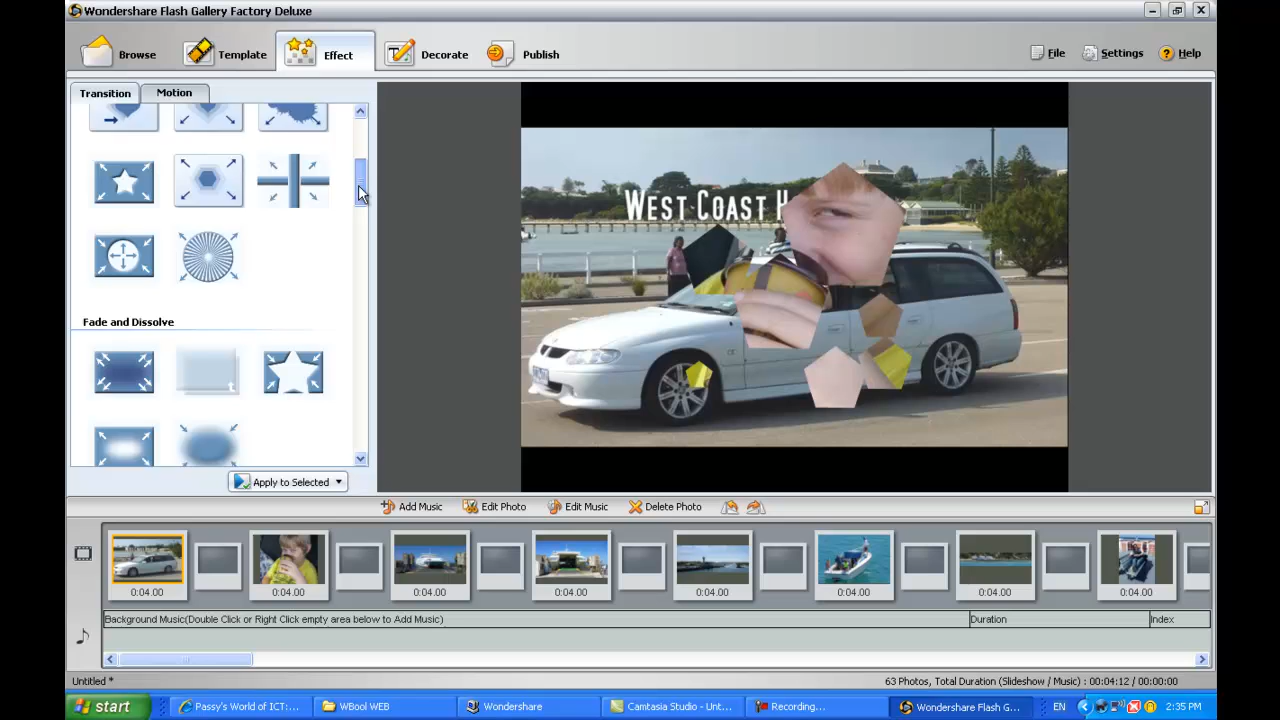 Wondershare Flash Gallery Factory Deluxe
Browse Template Effect Decorate Publish File Settings Help
Transition Motion
WEST COAST H
Fade and Dissolve
Apply to Selected
Add Music Edit Photo Edit Music Delete Photo
0:04.00 0:04.00 0:04.00 0:04.00 0:04.00 0:04.00 0:04.00 0:04.00
Background Music(Double Click or Right Click empty area below to Add Music) Duration Index
Untitled * 63 Photos, Total Duration (Slideshow / Music) : 00:04:12 / 00:00:00
start Passy's World of ICT:... WBool WEB Wondershare Camtasia Studio - Unt... Recording... Wondershare Flash G... EN 2:35 PM